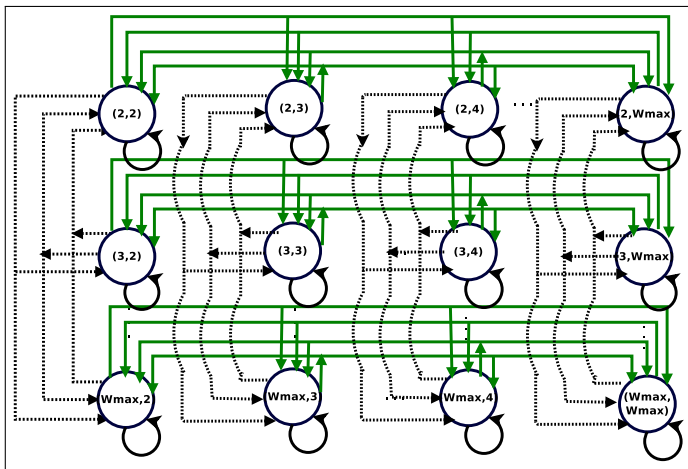 (2,2)
(2,3)
(2,4)
2,Wmax
(3,2)
(3,3)
(3,4)
3,Wmax
Wmax,2
Wmax,3
Wmax,4
(Wmax,
Wmax)